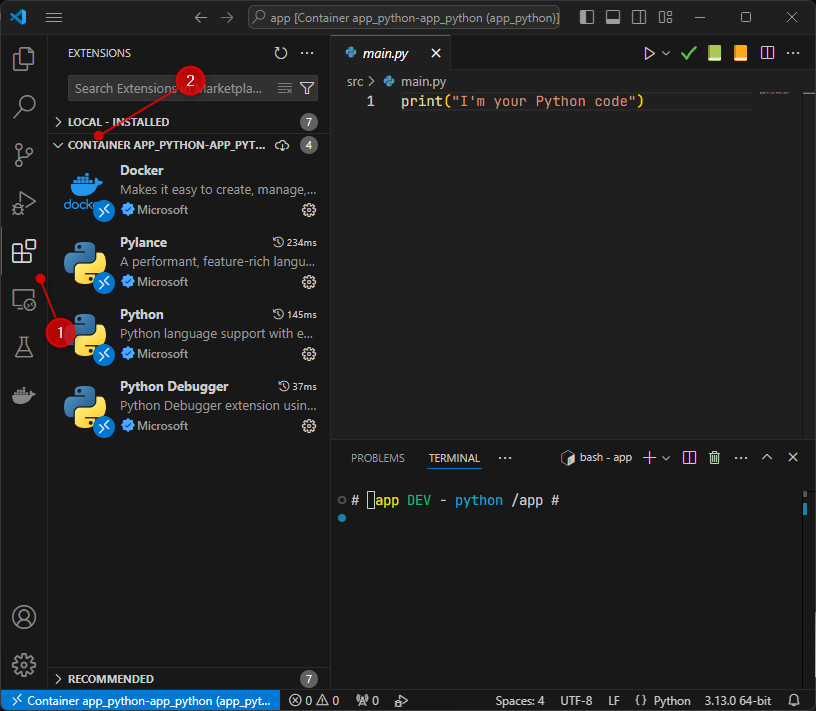 app [Container app_python-app_python (app_python)]
EXTENSIONS
Search Extensions in Marketpla...
2
LOCAL - INSTALLED 7
CONTAINER APP_PYTHON-APP_PYT... 4
Docker
Makes it easy to create, manage,...
docker
Microsoft
Pylance 234ms
A performant, feature-rich langu...
Microsoft
1
Python 145ms
Python language support with e...
Microsoft
Python Debugger 37ms
Python Debugger extension usin...
Microsoft
RECOMMENDED 7
main.py
src > main.py
1 print("I'm your Python code")
PROBLEMS TERMINAL ... bash - app
# app DEV - python /app #
Container app_python-app_python (app_pyt... 0 0 0 Spaces: 4 UTF-8 LF {} Python 3.13.0 64-bit